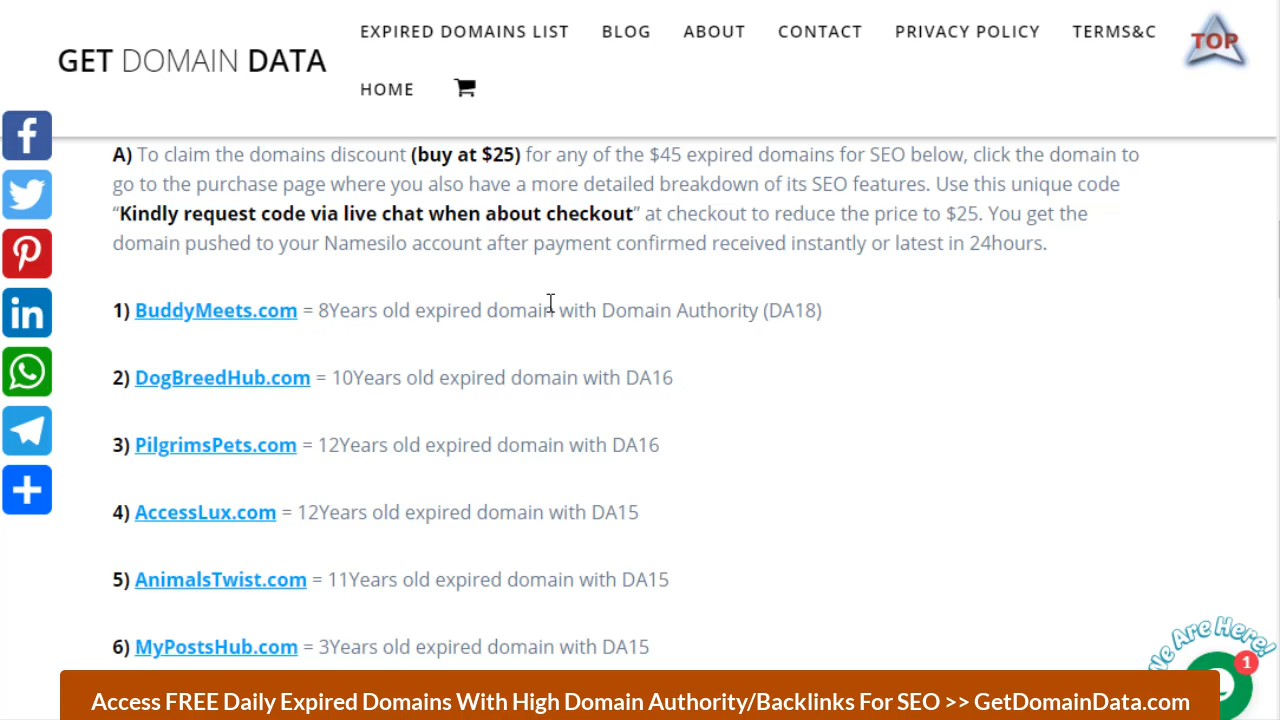 GET DOMAIN DATA
EXPIRED DOMAINS LIST BLOG ABOUT CONTACT PRIVACY POLICY TERMS&C
TOP
HOME
A) To claim the domains discount (buy at $25) for any of the $45 expired domains for SEO below, click the domain to
go to the purchase page where you also have a more detailed breakdown of its SEO features. Use this unique code
“Kindly request code via live chat when about checkout” at checkout to reduce the price to $25. You get the
domain pushed to your Namesilo account after payment confirmed received instantly or latest in 24hours.
1) BuddyMeets.com = 8Years old expired domain with Domain Authority (DA18)
2) DogBreedHub.com = 10Years old expired domain with DA16
3) PilgrimsPets.com = 12Years old expired domain with DA16
4) AccessLux.com = 12Years old expired domain with DA15
5) AnimalsTwist.com = 11Years old expired domain with DA15
6) MyPostsHub.com = 3Years old expired domain with DA15
We Are Here!
1
Access FREE Daily Expired Domains With High Domain Authority/Backlinks For SEO >> GetDomainData.com